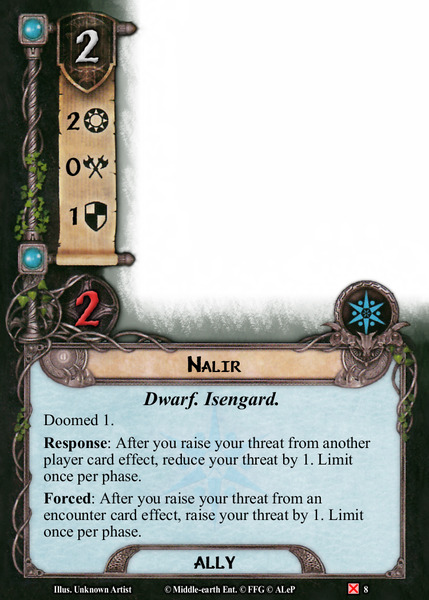 2
2
0
1
2
Nalir
Dwarf. Isengard.
Doomed 1.
Response: After you raise your threat from another
player card effect, reduce your threat by 1. Limit
once per phase.
Forced: After you raise your threat from an
encounter card effect, raise your threat by 1. Limit
once per phase.
ALLY
Illus. Unknown Artist © Middle-earth Ent. © FFG © ALeP 8